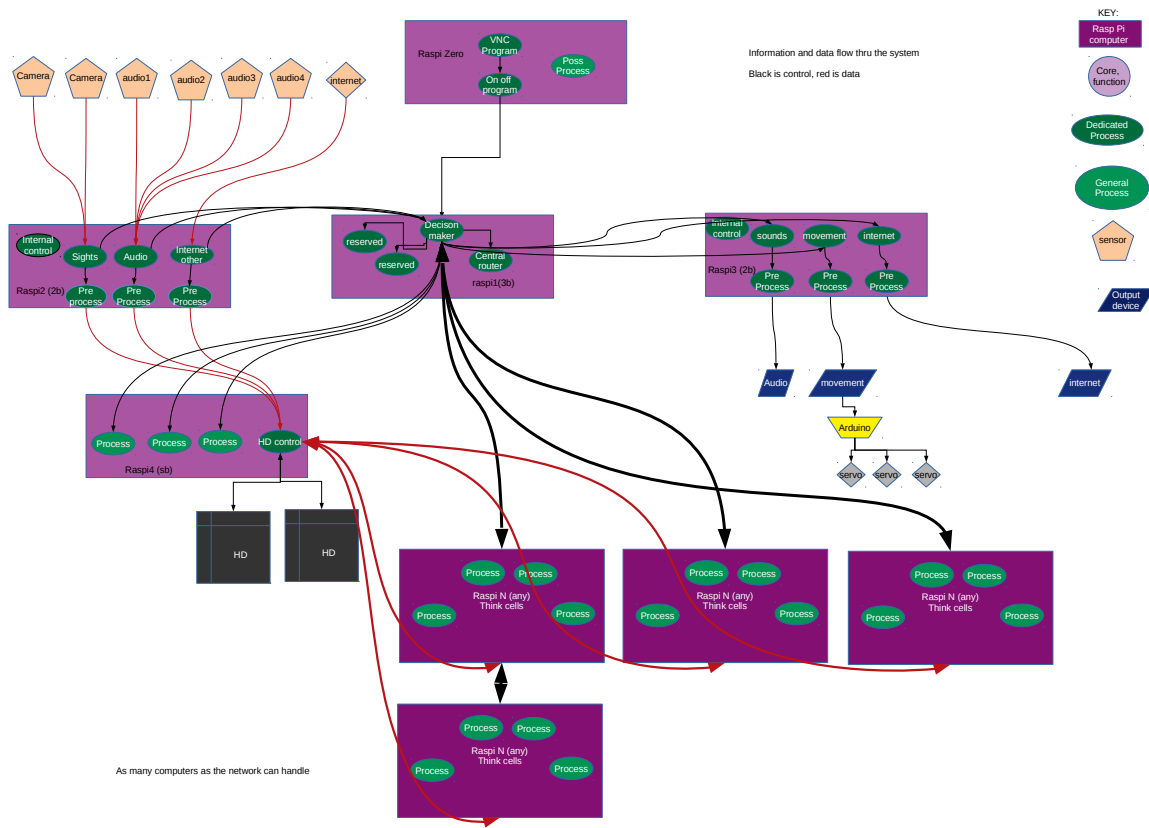 KEY:
Rasp Pi
computer
Core,
function
Dedicated
Process
General
Process
sensor
Output
device
Information and data flow thru the system
Black is control, red is data
Raspi Zero
VNC
Program
On off
program
Poss
Process
Camera
Camera
audio1
audio2
audio3
audio4
internet
Internal
control
Sights
Audio
Internet
other
Raspi2 (2b)
Pre
process
Pre
Process
Pre
Process
reserved
reserved
Decison
maker
Central
router
raspi1(3b)
Internal
control
sounds
movement
internet
Raspi3 (2b)
Pre
Process
Pre
Process
Pre
Process
Audio
movement
internet
Arduino
servo
servo
servo
Process
Process
Process
HD control
Raspi4 (sb)
HD
HD
Process
Process
Raspi N (any)
Think cells
Process
Process
Process
Process
Raspi N (any)
Think cells
Process
Process
Process
Process
Raspi N (any)
Think cells
Process
Process
Process
Process
Raspi N (any)
Think cells
Process
Process
As many computers as the network can handle